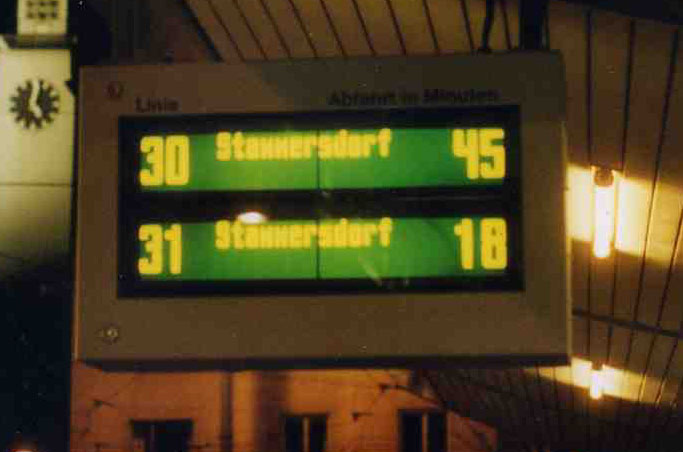 Linie Abfahrt in Minuten
30 Stammersdorf 45
31 Stammersdorf 18